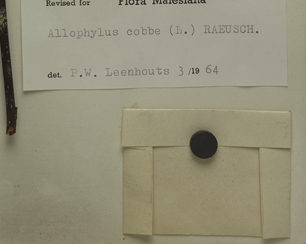 Revised for Flora Malesiana
Allophylus cobbe (L.) RAEUSCH.
det. P.W. Leenhouts 3 /19 64